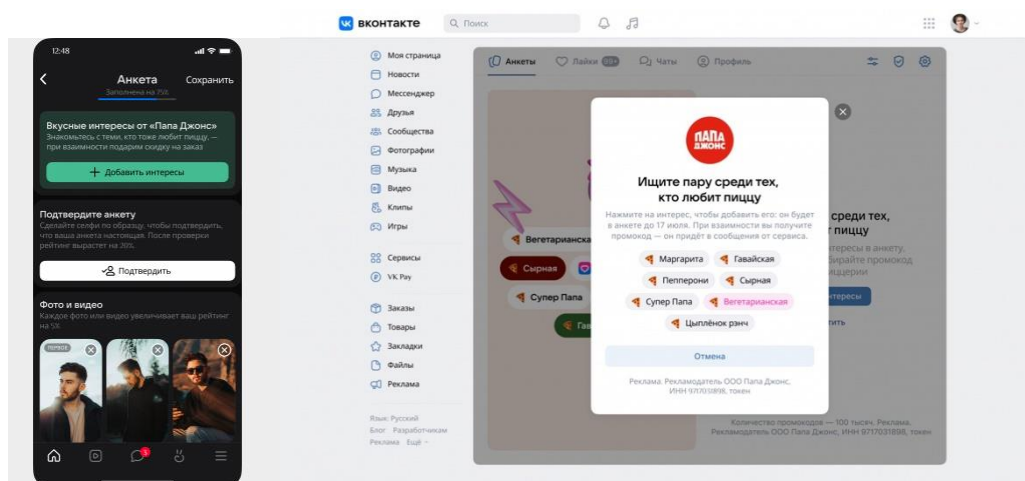 12:48
Анкета
Сохранить
Заполнена на 75%
Вкусные интересы от «Папа Джонс»
Знакомьтесь с теми, кто тоже любит пиццу, —
при взаимности подарим скидку на заказ
+ Добавить интересы
Подтвердите анкету
Сделайте селфи по образцу, чтобы подтвердить,
что ваша анкета настоящая. После проверки
рейтинг вырастет на 20%.
Подтвердить
Фото и видео
Каждое фото или видео увеличивает ваш рейтинг
на 5%
ПЕРВОЕ
вконтакте
Поиск
Моя страница
Новости
Мессенджер
Друзья
Сообщества
Фотографии
Музыка
Видео
Клипы
Игры
Сервисы
VK Pay
Заказы
Товары
Закладки
Файлы
Реклама
Язык: Русский
Блог Разработчикам
Реклама Ещё
Анкеты
Лайки
Чаты
Профиль
Вегетарианска
Сырная
Супер Папа
Гав
ПАПА
ДЖОНС
Ищите пару среди тех,
кто любит пиццу
Нажмите на интерес, чтобы добавить его: он будет
в анкете до 17 июля. При взаимности вы получите
промокод — он придёт в сообщения от сервиса.
Маргарита
Гавайская
Пепперони
Сырная
Супер Папа
Вегетарианская
Цыплёнок рэнч
Отмена
Реклама. Рекламодатель ООО Папа Джонс,
ИНН 9717031898, токен
среди тех,
пиццу
тересы в анкету,
бирайте промокод
иццерии
нтересы
тить
Количество промокодов — 100 тысяч. Реклама.
Рекламодатель ООО Папа Джонс, ИНН 9717031898, токен